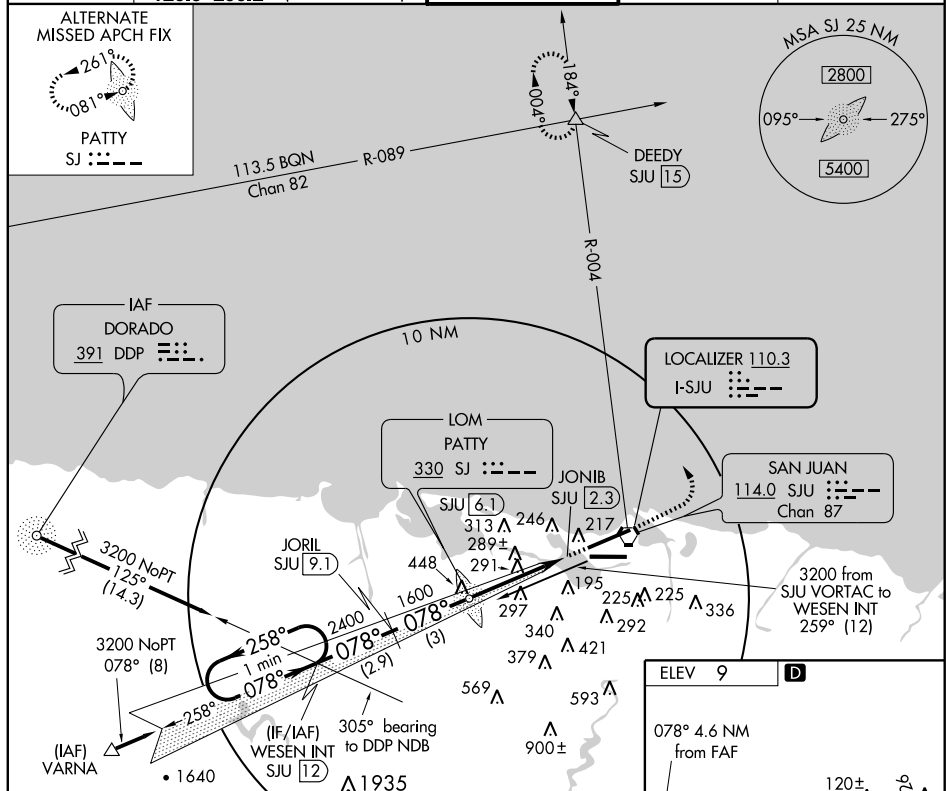 ALTERNATE
MISSED APCH FIX
261°
081°
PATTY
SJ
113.5 BQN R-089
Chan 82
184°
004°
DEEDY
SJU 15
R-004
MSA SJ 25 NM
2800
095° 275°
5400
IAF
DORADO
391 DDP
10 NM
LOCALIZER 110.3
I-SJU
LOM
PATTY
330 SJ
SJU 6.1
JONIB
SJU 2.3
SAN JUAN
114.0 SJU
Chan 87
313
246
217
289±
291
448
JORIL
SJU 9.1
3200 NoPT
125°
(14.3)
195
297
225
225
336
292
340
421
379
569
593
900±
3200 from
SJU VORTAC to
WESEN INT
259° (12)
2400
1600
258°
1 min
078°
078°
078°
(2.9)
(3)
3200 NoPT
078° (8)
258°
(IAF)
VARNA
(IF/IAF)
WESEN INT
SJU 12
305° bearing
to DDP NDB
1640
1935
ELEV 9 D
078° 4.6 NM
from FAF
120±